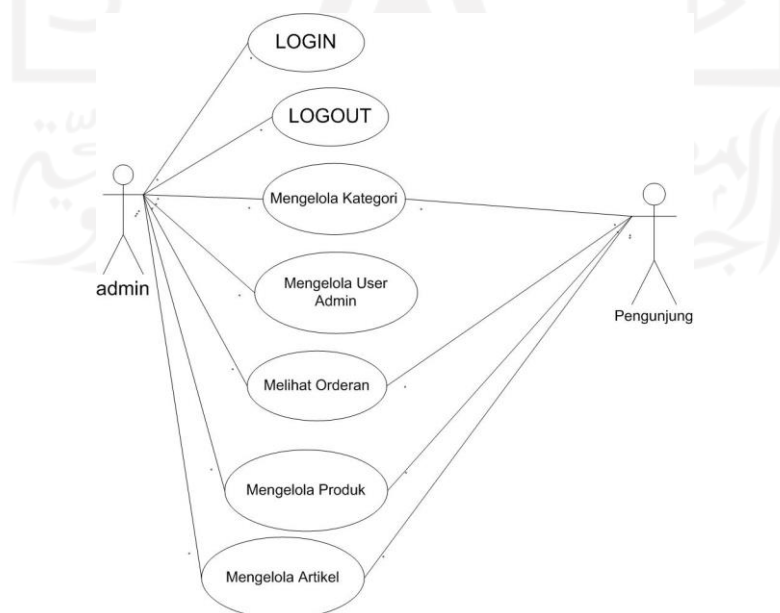 LOGIN
LOGOUT
Mengelola Kategori
admin
Mengelola User
Admin
Pengunjung
Melihat Orderan
Mengelola Produk
Mengelola Artikel